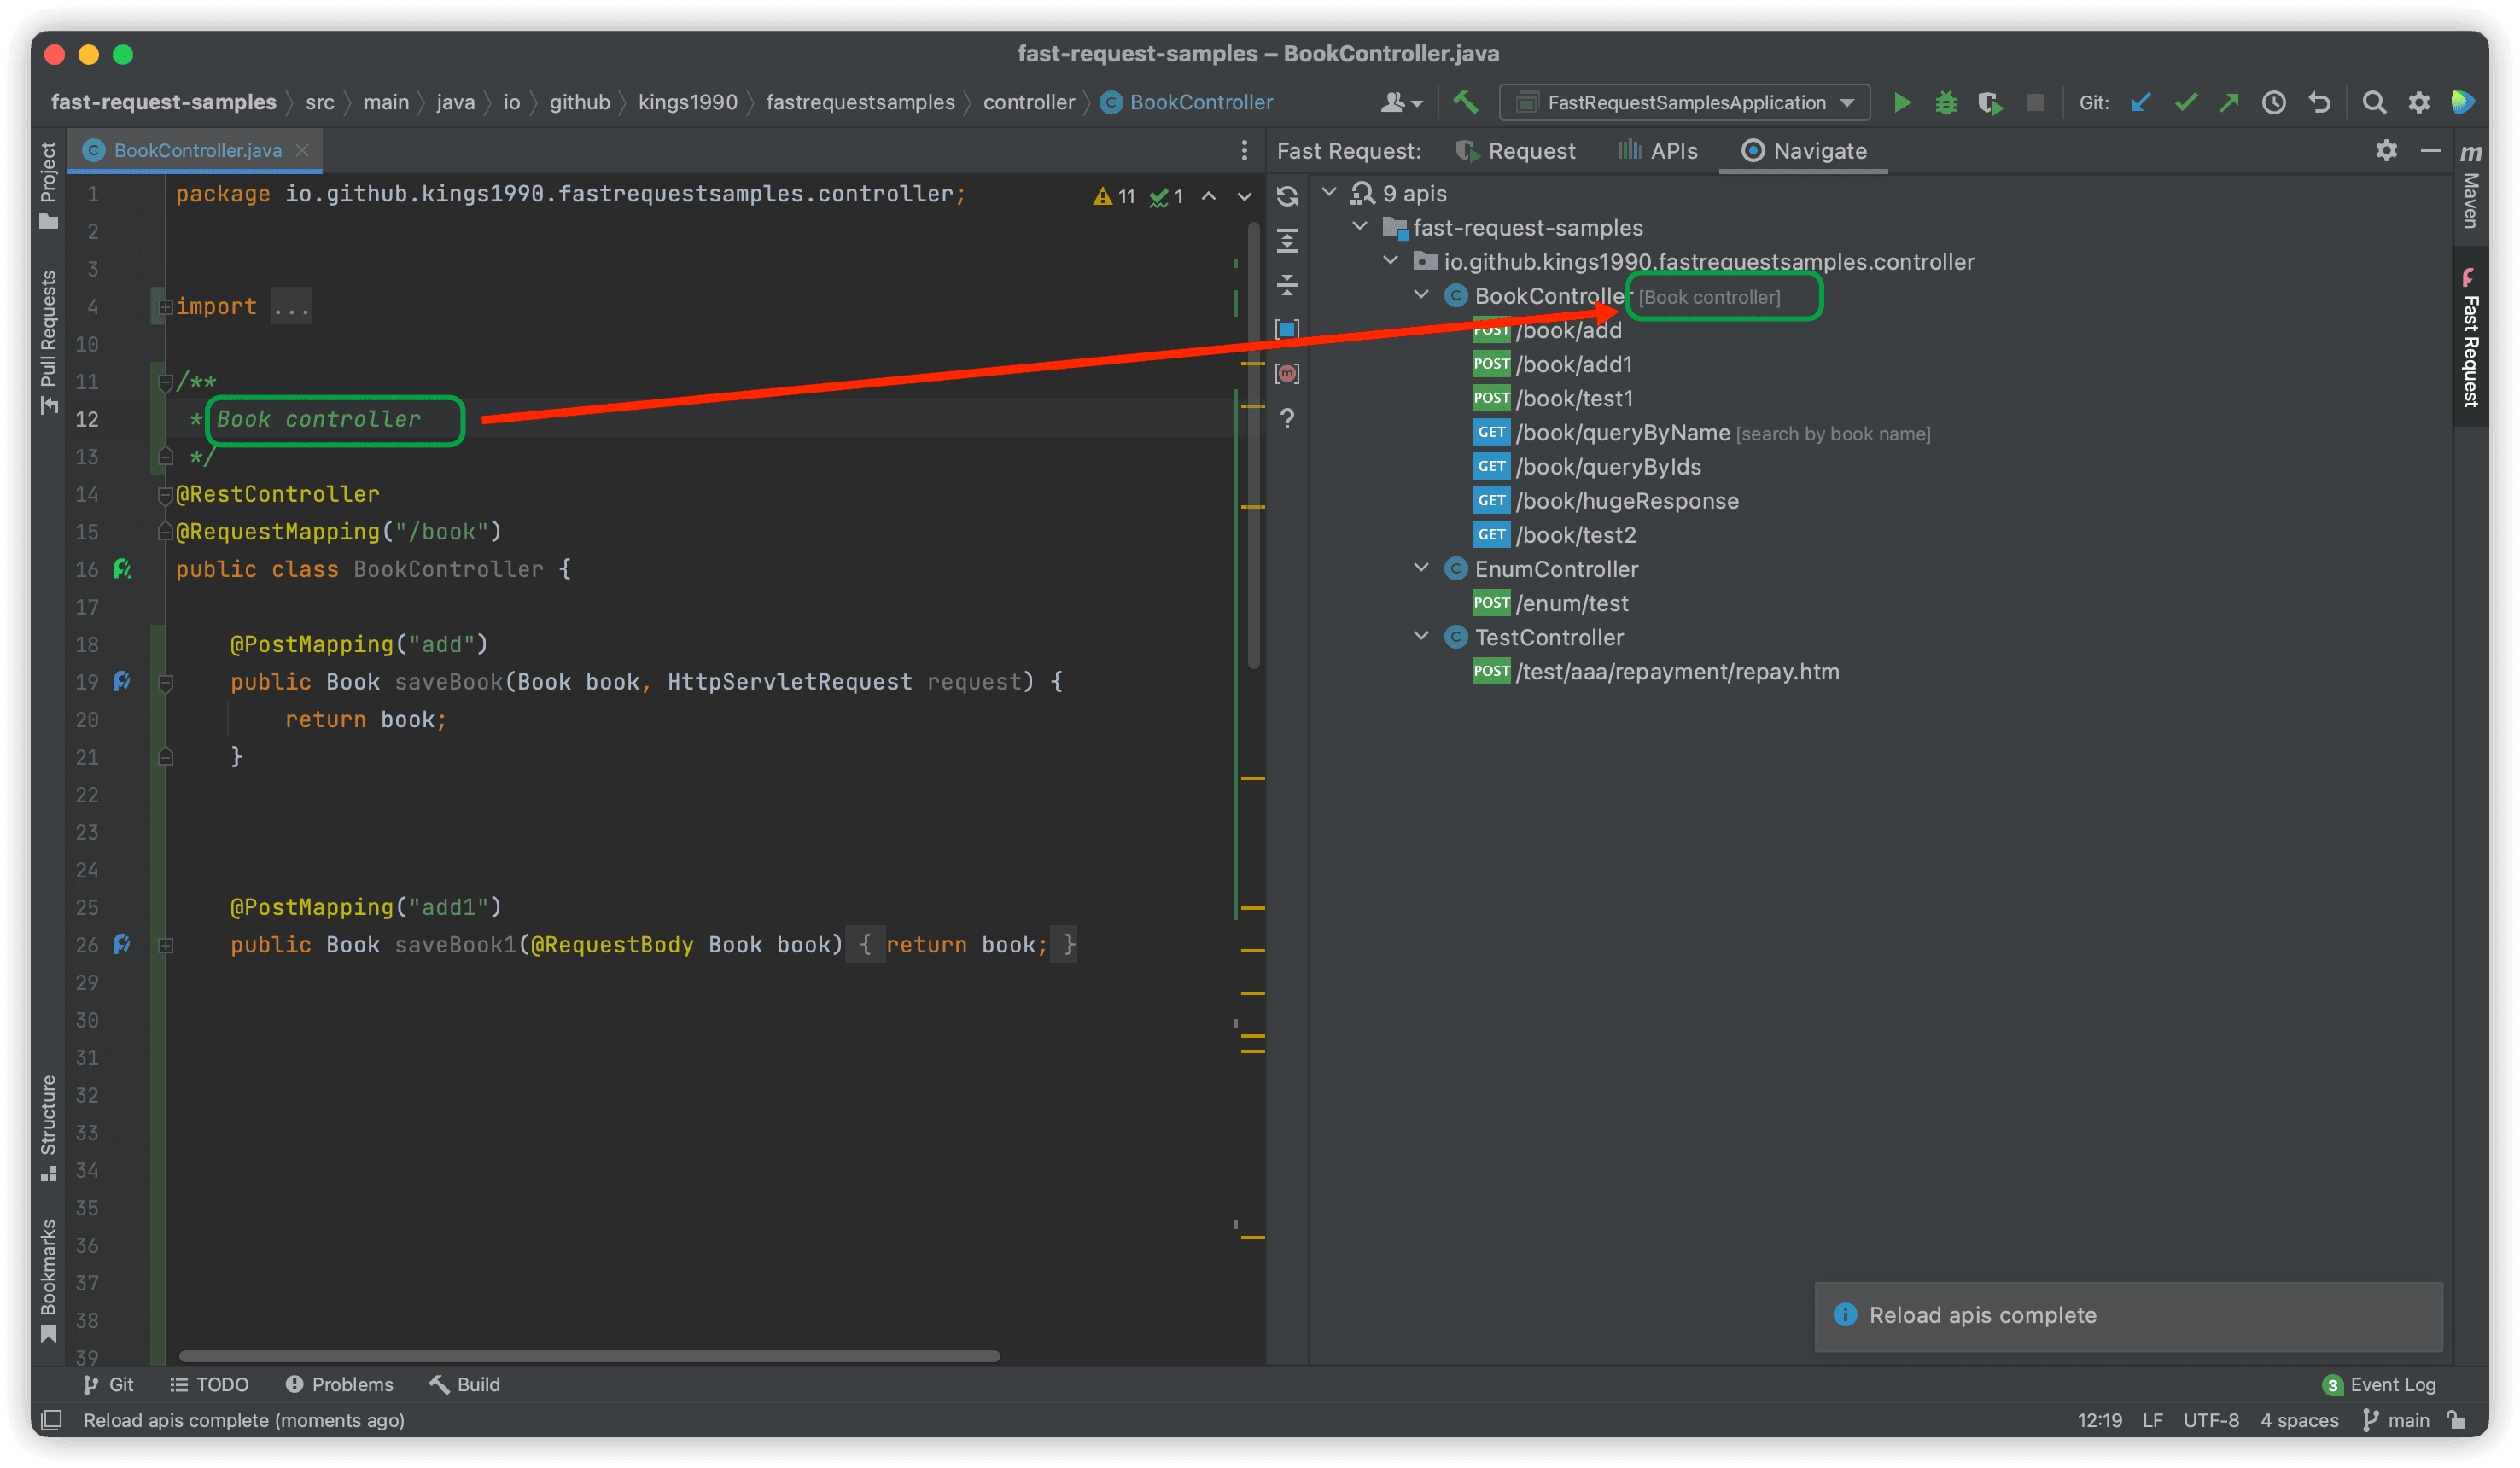 fast-request-samples – BookController.java
fast-request-samples src main java io github kings1990 fastrequestsamples controller BookController FastRequestSamplesApplication Git:
Project
Pull Requests
Structure
Bookmarks
BookController.java
1 package io.github.kings1990.fastrequestsamples.controller; 11 1
2
3
4 import ...
10
11 /**
12 * Book controller
13 */
14 @RestController
15 @RequestMapping("/book")
16 public class BookController {
17
18 @PostMapping("add")
19 public Book saveBook(Book book, HttpServletRequest request) {
20 return book;
21 }
22
23
24
25 @PostMapping("add1")
26 public Book saveBook1(@RequestBody Book book) { return book; }
29
30
31
32
33
34
35
36
37
38
39
Fast Request: Request APIs Navigate
9 apis
fast-request-samples
io.github.kings1990.fastrequestsamples.controller
BookController [Book controller]
POST /book/add
POST /book/add1
POST /book/test1
GET /book/queryByName [search by book name]
GET /book/queryByIds
GET /book/hugeResponse
GET /book/test2
EnumController
POST /enum/test
TestController
POST /test/aaa/repayment/repay.htm
Maven
Fast Request
Reload apis complete
Git TODO Problems Build 3 Event Log
Reload apis complete (moments ago) 12:19 LF UTF-8 4 spaces main